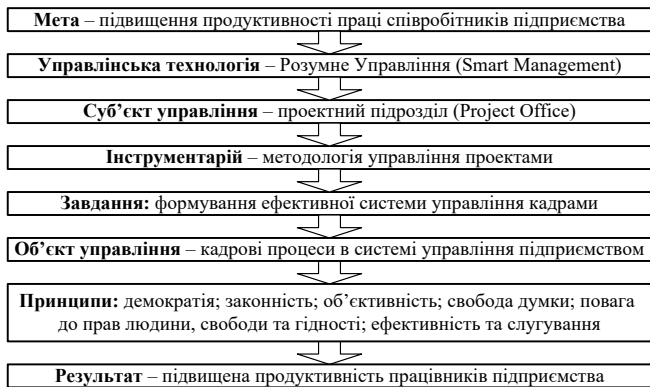 Мета – підвищення продуктивності праці співробітників підприємства
Управлінська технологія – Розумне Управління (Smart Management)
Суб’єкт управління – проектний підрозділ (Project Office)
Інструментарій – методологія управління проектами
Завдання: формування ефективної системи управління кадрами
Об’єкт управління – кадрові процеси в системі управління підприємством
Принципи: демократія; законність; об’єктивність; свобода думки; повага
до прав людини, свободи та гідності; ефективність та слугування
Результат – підвищена продуктивність працівників підприємства